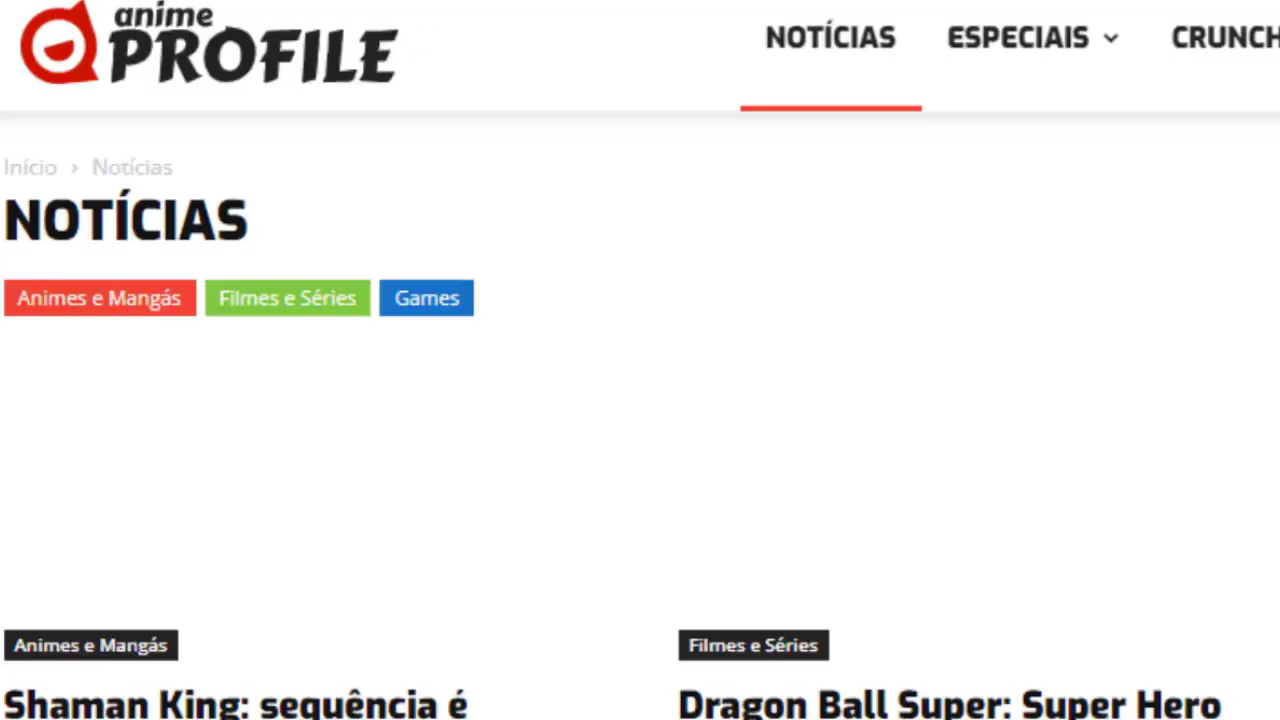 anime
PROFILE
NOTÍCIAS ESPECIAIS CRUNCH
Início › Notícias
NOTÍCIAS
Animes e Mangás Filmes e Séries Games
Animes e Mangás Filmes e Séries
Shaman King: sequência é Dragon Ball Super: Super Hero